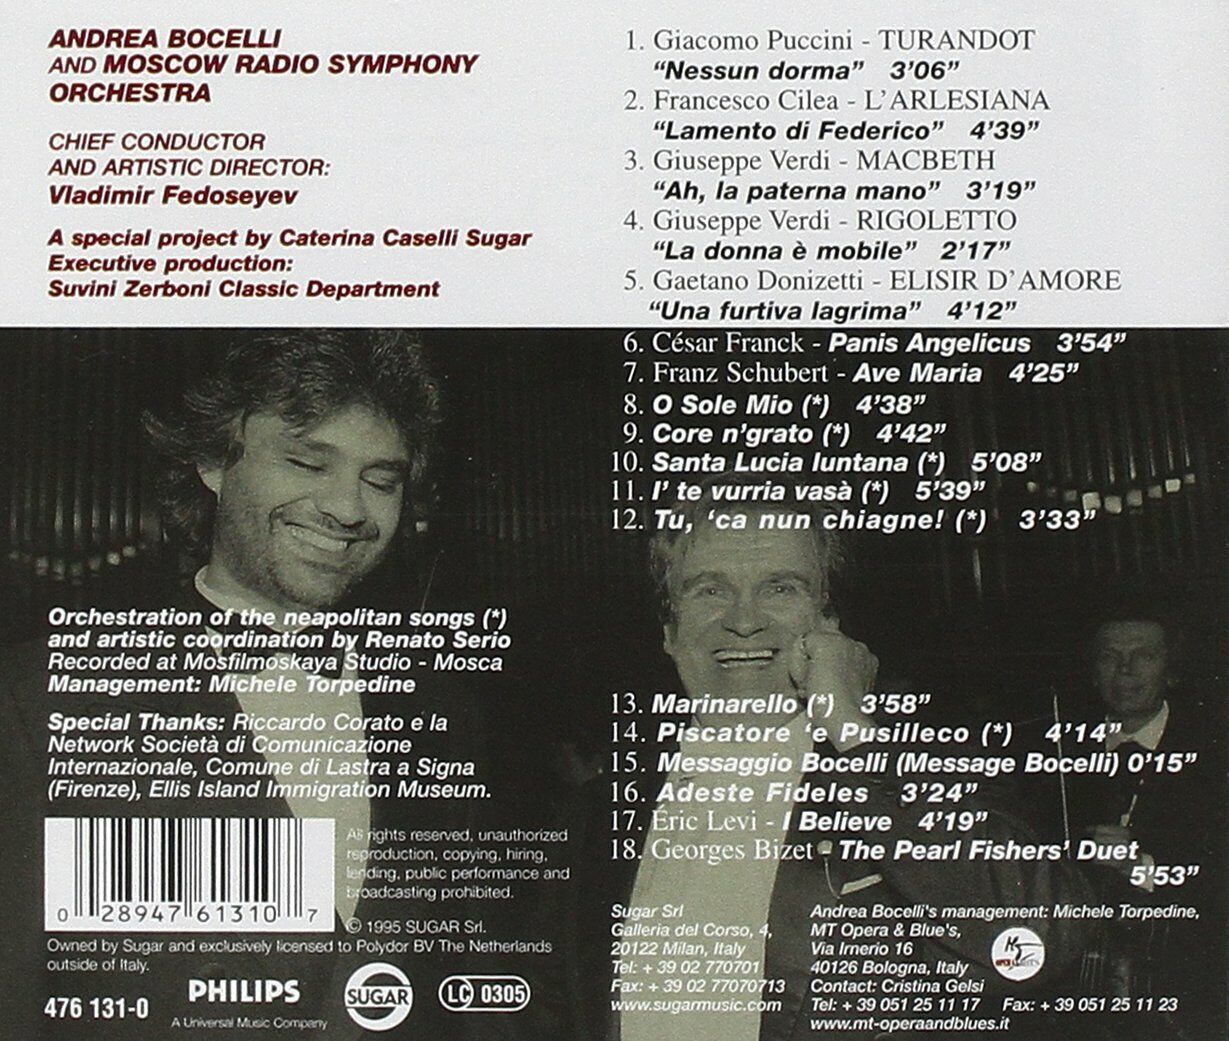 ANDREA BOCELLI
AND MOSCOW RADIO SYMPHONY
ORCHESTRA
CHIEF CONDUCTOR
AND ARTISTIC DIRECTOR:
Vladimir Fedoseyev
A special project by Caterina Caselli Sugar
Executive production:
Suvini Zerboni Classic Department
1. Giacomo Puccini - TURANDOT
“Nessun dorma” 3’06”
2. Francesco Cilea - L’ARLESIANA
“Lamento di Federico” 4’39”
3. Giuseppe Verdi - MACBETH
“Ah, la paterna mano” 3’19”
4. Giuseppe Verdi - RIGOLETTO
“La donna è mobile” 2’17”
5. Gaetano Donizetti - ELISIR D’AMORE
“Una furtiva lagrima” 4’12”
6. César Franck - Panis Angelicus 3’54”
7. Franz Schubert - Ave Maria 4’25”
8. O Sole Mio (*) 4’38”
9. Core n’grato (*) 4’42”
10. Santa Lucia luntana (*) 5’08”
11. I’ te vurria vasà (*) 5’39”
12. Tu, ‘ca nun chiagne! (*) 3’33”
13. Marinarello (*) 3’58”
14. Piscatore ‘e Pusilleco (*) 4’14”
15. Messaggio Bocelli (Message Bocelli) 0’15”
16. Adeste Fideles 3’24”
17. Éric Levi - I Believe 4’19”
18. Georges Bizet - The Pearl Fishers’ Duet
5’53”
Orchestration of the neapolitan songs (*)
and artistic coordination by Renato Serio
Recorded at Mosfilmoskaya Studio - Mosca
Management: Michele Torpedine
Special Thanks: Riccardo Corato e la
Network Società di Comunicazione
Internazionale, Comune di Lastra a Signa
(Firenze), Ellis Island Immigration Museum.
All rights reserved, unauthorized
reproduction, copying, hiring,
lending, public performance and
broadcasting prohibited.
℗ © 1995 SUGAR Srl.
0 28947 61310 7
Owned by Sugar and exclusively licensed to Polydor BV The Netherlands
outside of Italy.
476 131-0
PHILIPS
A Universal Music Company
SUGAR
LC 0305
Sugar Srl
Galleria del Corso, 4,
20122 Milan, Italy
Tel: + 39 02 770701
Fax: + 39 02 77070713
www.sugarmusic.com
Andrea Bocelli's management: Michele Torpedine,
MT Opera & Blue's,
Via Irnerio 16
40126 Bologna, Italy
Contact: Cristina Gelsi
Tel: + 39 051 25 11 17 Fax: + 39 051 25 11 23
www.mt-operaandblues.it